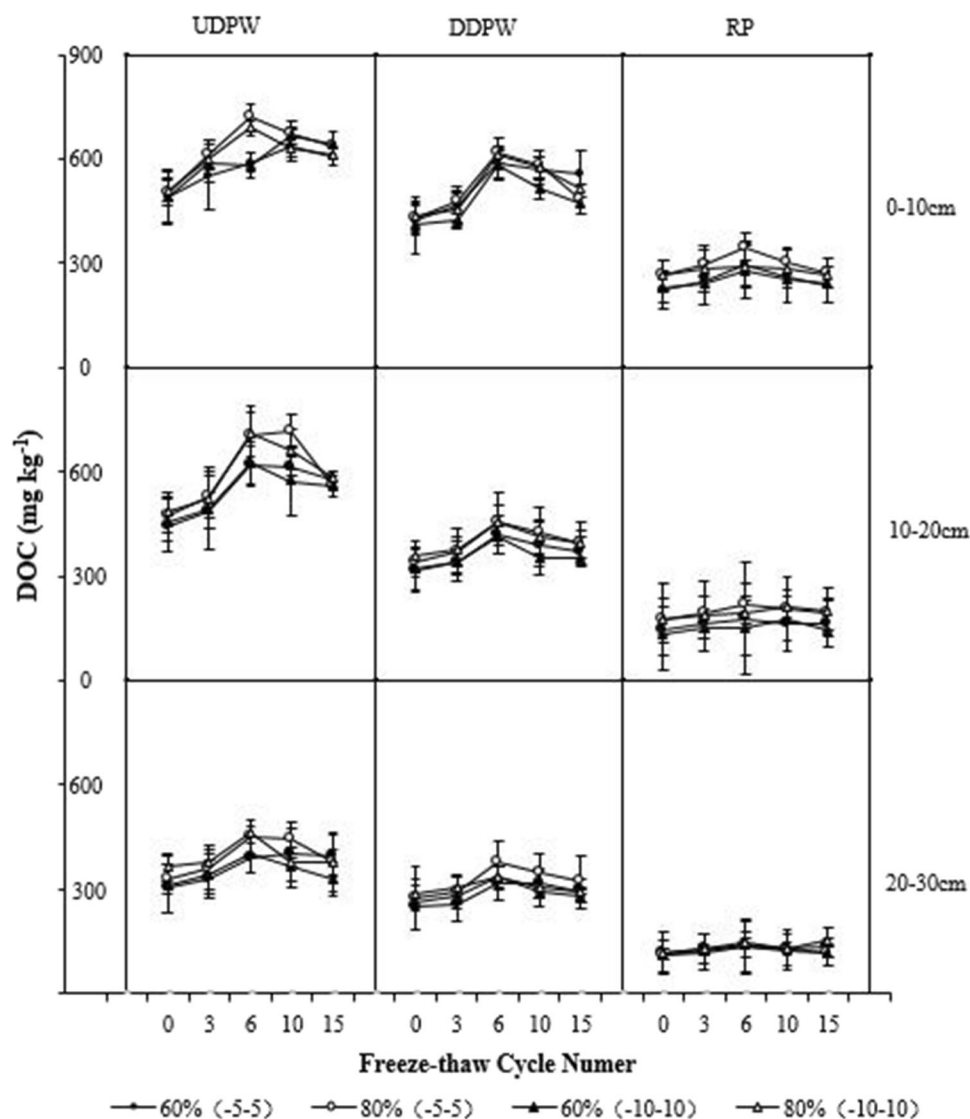 UDPW DDPW RP
900
600
300
0
0-10cm
600
300
0
10-20cm
600
300
20-30cm
DOC (mg kg-1)
0 3 6 10 15 0 3 6 10 15 0 3 6 10 15
Freeze-thaw Cycle Numer
60% (-5-5) 80% (-5-5) 60% (-10-10) 80% (-10-10)